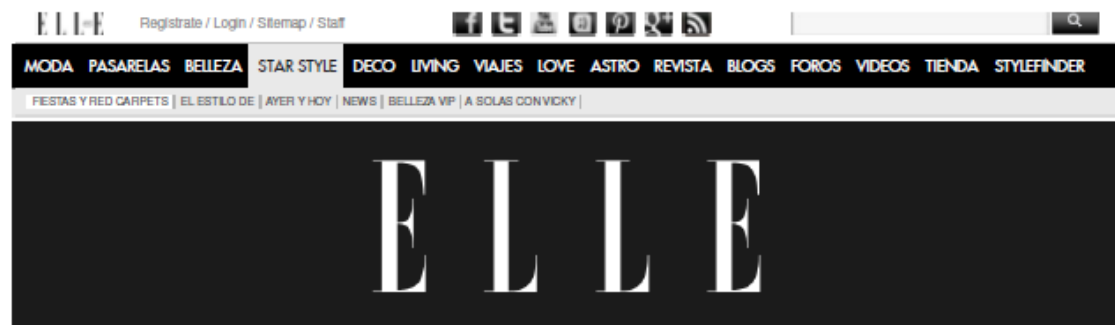 ELLE Regístrate / Login / Sitemap / Staff
MODA PASARELAS BELLEZA STAR STYLE DECO LIVING VIAJES LOVE ASTRO REVISTA BLOGS FOROS VIDEOS TIENDA STYLEFINDER
FIESTAS Y RED CARPETS | EL ESTILO DE | AYER Y HOY | NEWS | BELLEZA VIP | A SOLAS CON VICKY |
ELLE